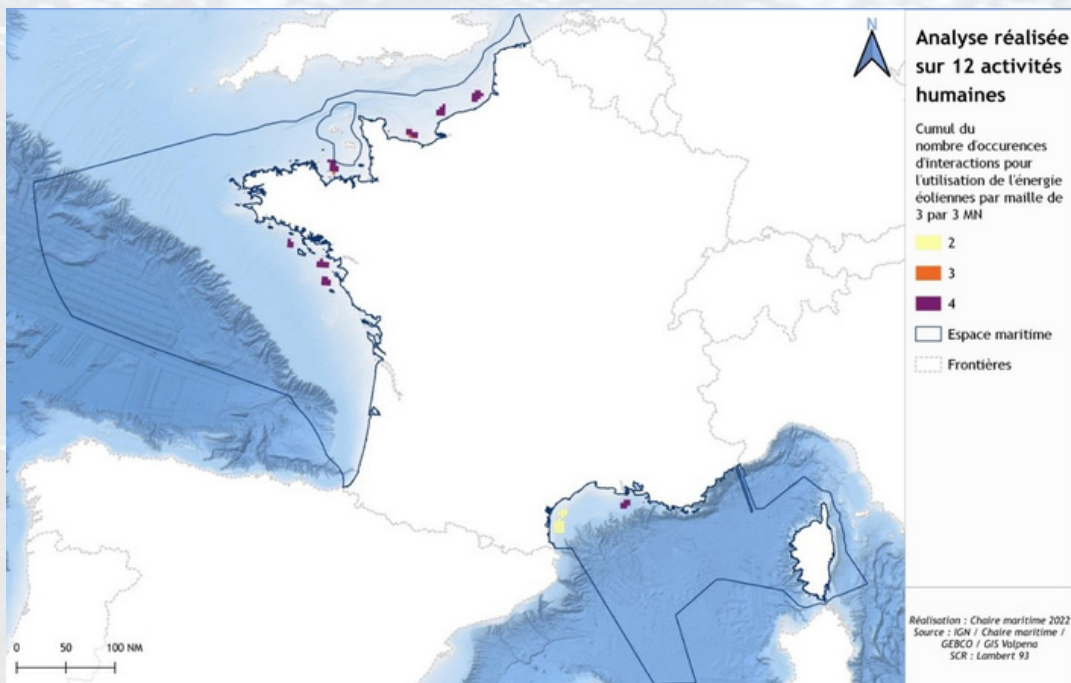 N
Analyse réalisée
sur 12 activités
humaines
Cumul du
nombre d'occurences
d'interactions pour
l'utilisation de l'énergie
éoliennes par maille de
3 par 3 MN
2
3
4
Espace maritime
Frontières
0 50 100 NM
Réalisation : Chaire maritime 2022
Source : IGN / Chaire maritime /
GEBCO / GIS Valpena
SCR : Lambert 93